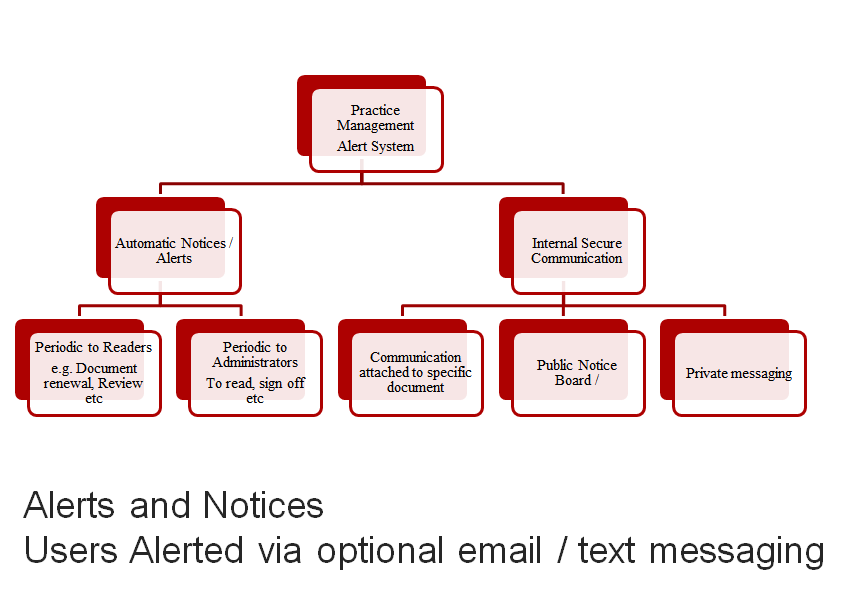 Practice
Management
Alert System
Automatic Notices /
Alerts
Internal Secure
Communication
Periodic to Readers
e.g. Document
renewal, Review
etc
Periodic to
Administrators
To read, sign off
etc
Communication
attached to specific
document
Public Notice
Board /
Private messaging
Alerts and Notices
Users Alerted via optional email / text messaging